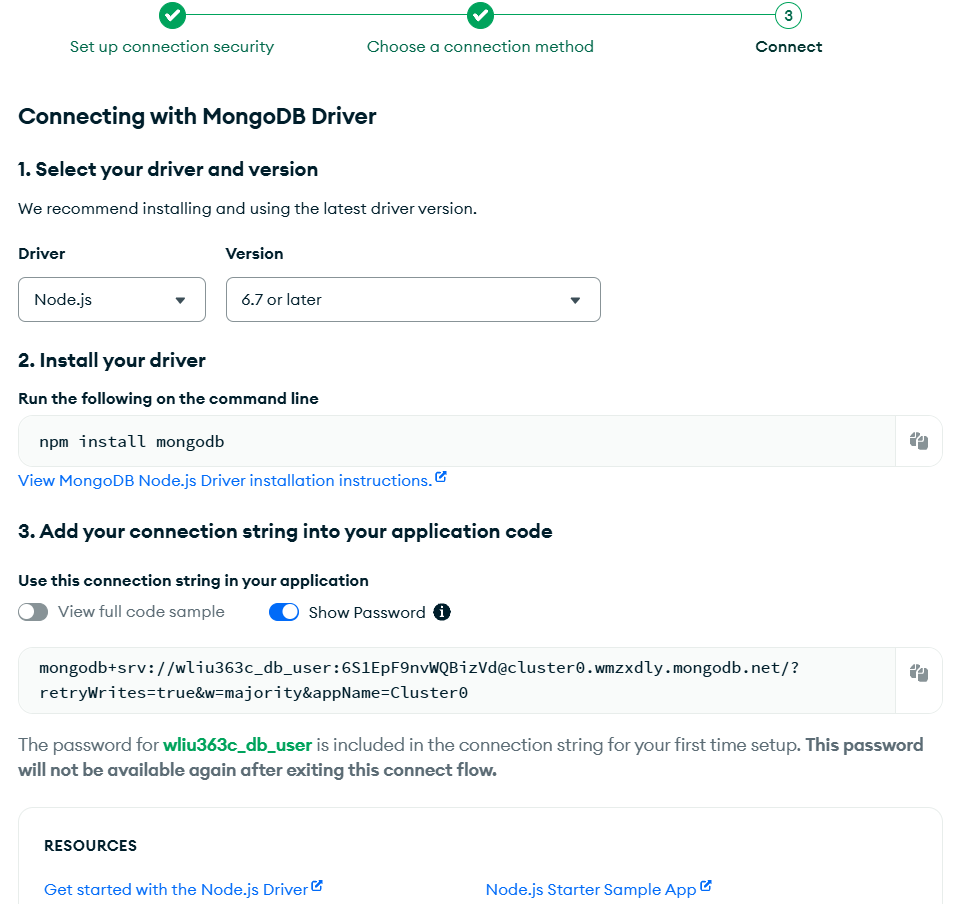 3
Set up connection security
Choose a connection method
Connect
Connecting with MongoDB Driver
1. Select your driver and version
We recommend installing and using the latest driver version.
Driver
Version
Node.js
6.7 or later
2. Install your driver
Run the following on the command line
npm install mongodb
View MongoDB Node.js Driver installation instructions.
3. Add your connection string into your application code
Use this connection string in your application
View full code sample
Show Password
mongodb+srv://wliu363c_db_user:6S1EpF9nvWQBizVd@cluster0.wmzxdly.mongodb.net/?
retryWrites=true&w=majority&appName=Cluster0
The password for wliu363c_db_user is included in the connection string for your first time setup. This password
will not be available again after exiting this connect flow.
RESOURCES
Get started with the Node.js Driver
Node.js Starter Sample App